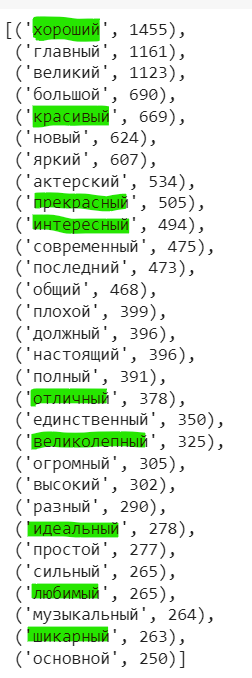 [('хороший', 1455),
('главный', 1161),
('великий', 1123),
('большой', 690),
('красивый', 669),
('новый', 624),
('яркий', 607),
('актерский', 534),
('прекрасный', 505),
('интересный', 494),
('современный', 475),
('последний', 473),
('общий', 468),
('плохой', 399),
('должный', 396),
('настоящий', 396),
('полный', 391),
('отличный', 378),
('единственный', 350),
('великолепный', 325),
('огромный', 305),
('высокий', 302),
('разный', 290),
('идеальный', 278),
('простой', 277),
('сильный', 265),
('любимый', 265),
('музыкальный', 264),
('шикарный', 263),
('основной', 250)]